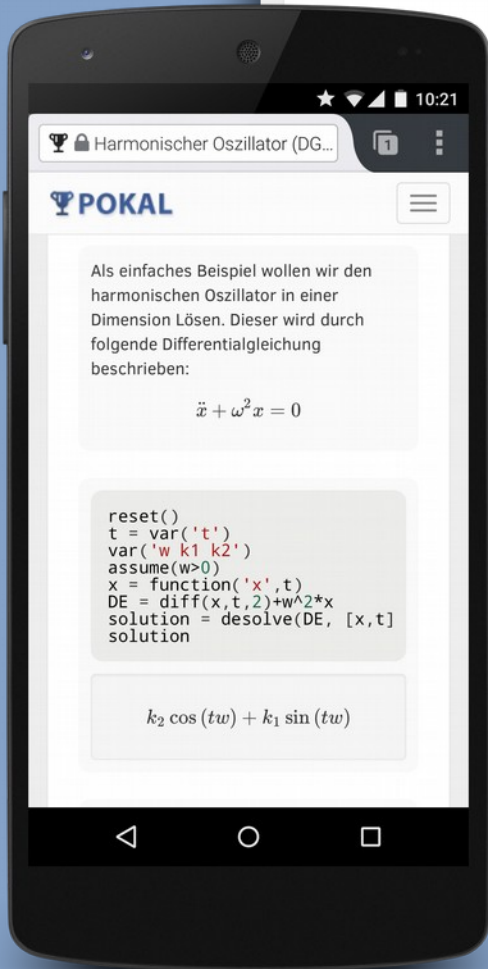 10:21
Harmonischer Oszillator (DG...
1
POKAL
Als einfaches Beispiel wollen wir den
harmonischen Oszillator in einer
Dimension Lösen. Dieser wird durch
folgende Differentialgleichung
beschrieben:
ẍ + ω²x = 0
reset()
t = var('t')
var('w k1 k2')
assume(w>0)
x = function('x',t)
DE = diff(x,t,2)+w^2*x
solution = desolve(DE, [x,t]
solution
k₂ cos (tw) + k₁ sin (tw)